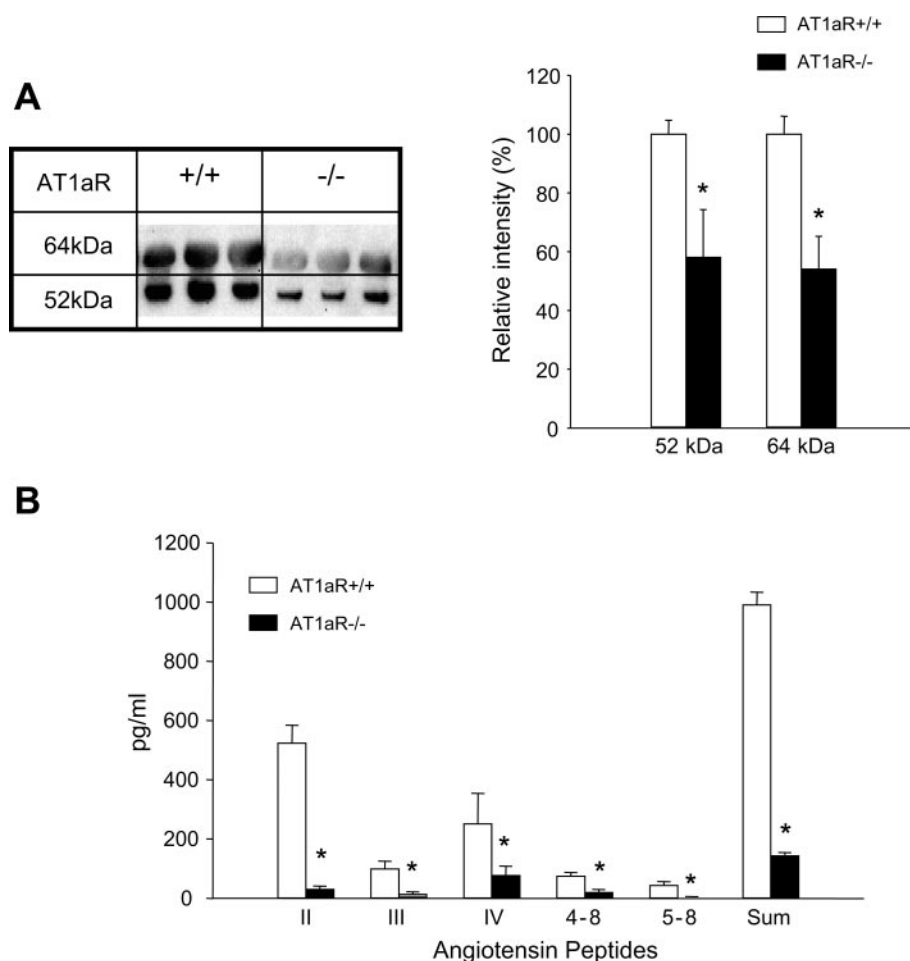 A
AT1aR +/+ -/-
64kDa
52kDa
AT1aR+/+
AT1aR-/-
Relative intensity (%)
120
100
80
60
40
20
0
* *
52 kDa 64 kDa
B
AT1aR+/+
AT1aR-/-
pg/ml
1200
1000
800
600
400
200
0
* * * * * *
II III IV 4-8 5-8 Sum
Angiotensin Peptides